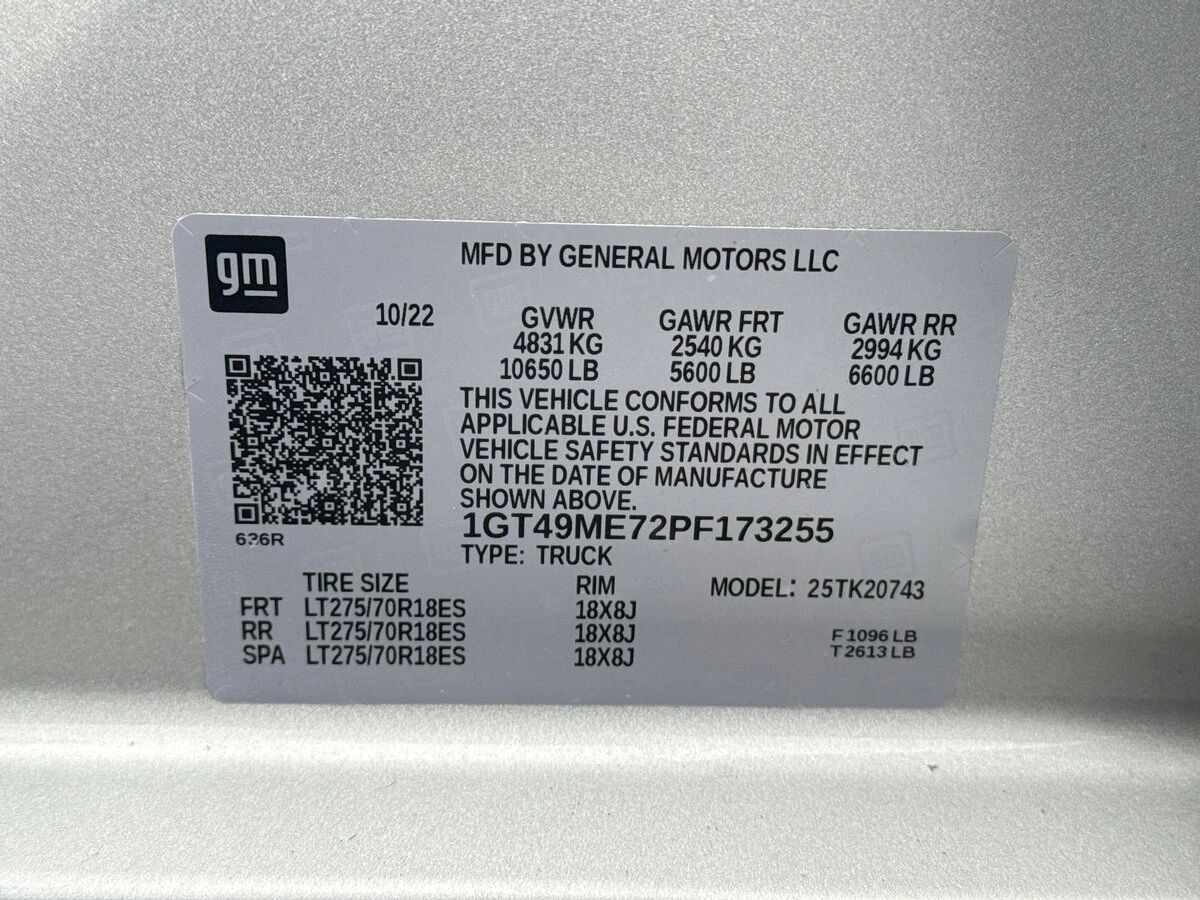 gm
MFD BY GENERAL MOTORS LLC
10/22
GVWR GAWR FRT GAWR RR
4831 KG 2540 KG 2994 KG
10650 LB 5600 LB 6600 LB
THIS VEHICLE CONFORMS TO ALL
APPLICABLE U.S. FEDERAL MOTOR
VEHICLE SAFETY STANDARDS IN EFFECT
ON THE DATE OF MANUFACTURE
SHOWN ABOVE.
636R
1GT49ME72PF173255
TYPE: TRUCK
TIRE SIZE RIM MODEL: 25TK20743
FRT LT275/70R18ES 18X8J
RR LT275/70R18ES 18X8J F 1096 LB
SPA LT275/70R18ES 18X8J T 2613 LB